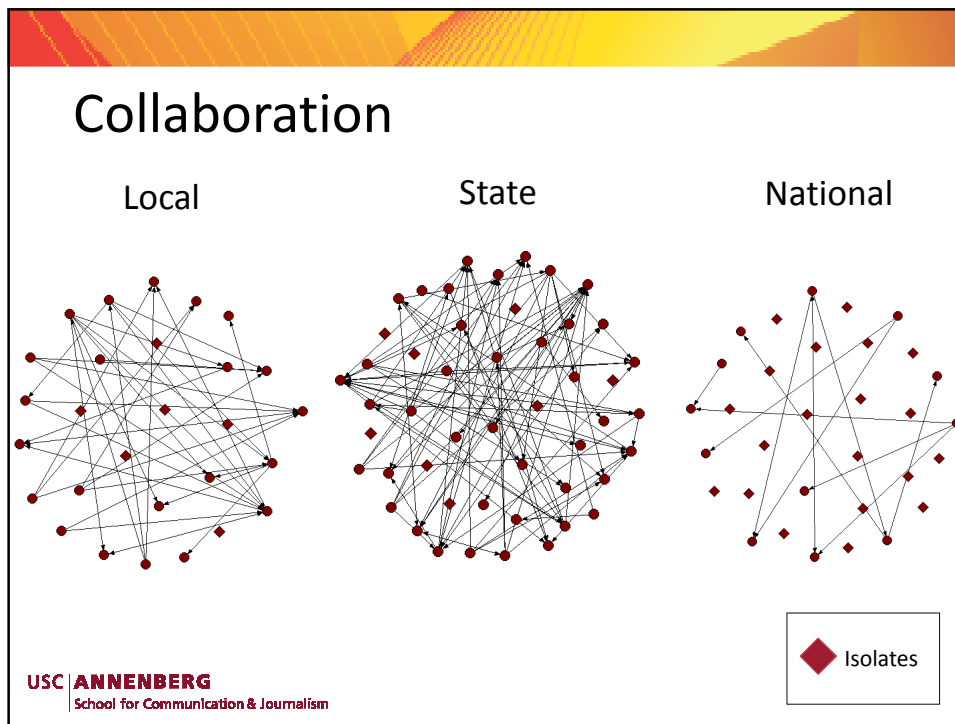 Collaboration
Local
State
National
Isolates
USC ANNENBERG
School for Communication & Journalism